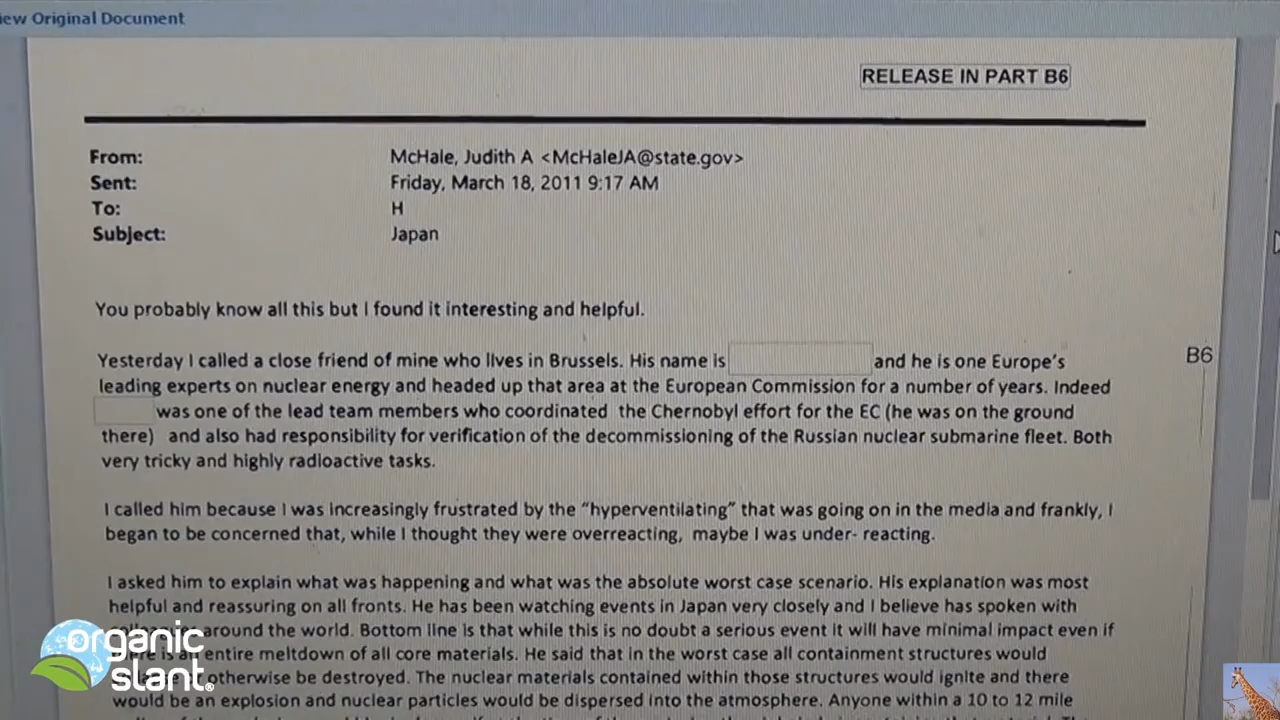 iew Original Document
RELEASE IN PART B6
From: McHale, Judith A <McHaleJA@state.gov>
Sent: Friday, March 18, 2011 9:17 AM
To: H
Subject: Japan
You probably know all this but I found it interesting and helpful.
Yesterday I called a close friend of mine who lives in Brussels. His name is and he is one Europe's B6
leading experts on nuclear energy and headed up that area at the European Commission for a number of years. Indeed
was one of the lead team members who coordinated the Chernobyl effort for the EC (he was on the ground
there) and also had responsibility for verification of the decommissioning of the Russian nuclear submarine fleet. Both
very tricky and highly radioactive tasks.
I called him because I was increasingly frustrated by the "hyperventilating" that was going on in the media and frankly, I
began to be concerned that, while I thought they were overreacting, maybe I was under- reacting.
I asked him to explain what was happening and what was the absolute worst case scenario. His explanation was most
helpful and reassuring on all fronts. He has been watching events in Japan very closely and I believe has spoken with
around the world. Bottom line is that while this is no doubt a serious event it will have minimal impact even if
entire meltdown of all core materials. He said that in the worst case all containment structures would
otherwise be destroyed. The nuclear materials contained within those structures would ignite and there
would be an explosion and nuclear particles would be dispersed into the atmosphere. Anyone within a 10 to 12 mile
organic
slant®